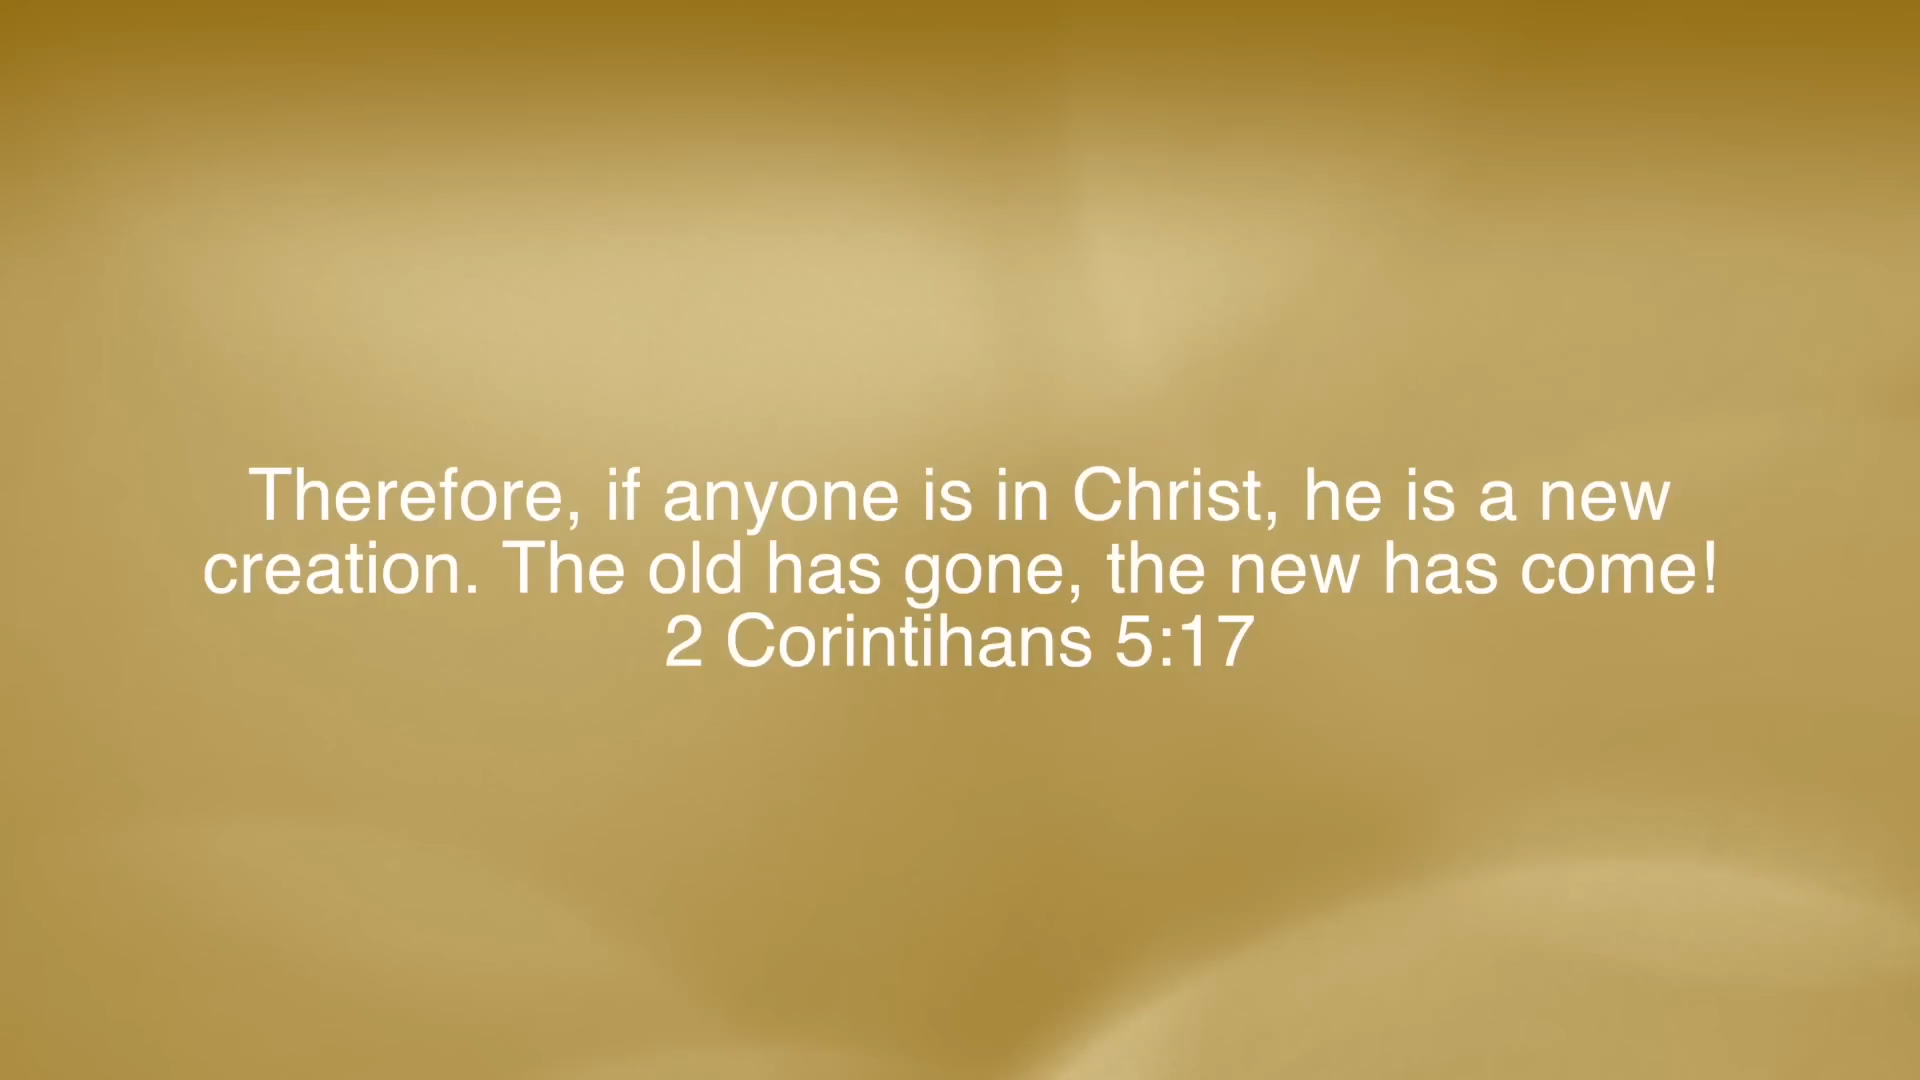 Therefore, if anyone is in Christ, he is a new
creation. The old has gone, the new has come!
2 Corintihans 5:17